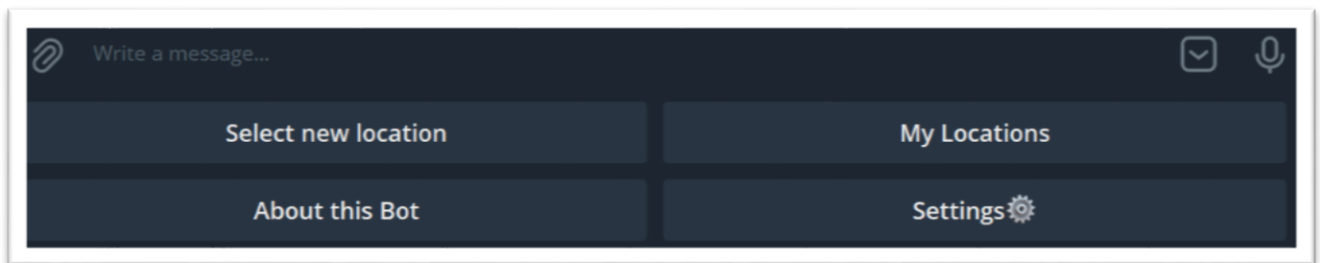 Write a message...
Select new location
My Locations
About this Bot
Settings⚙️